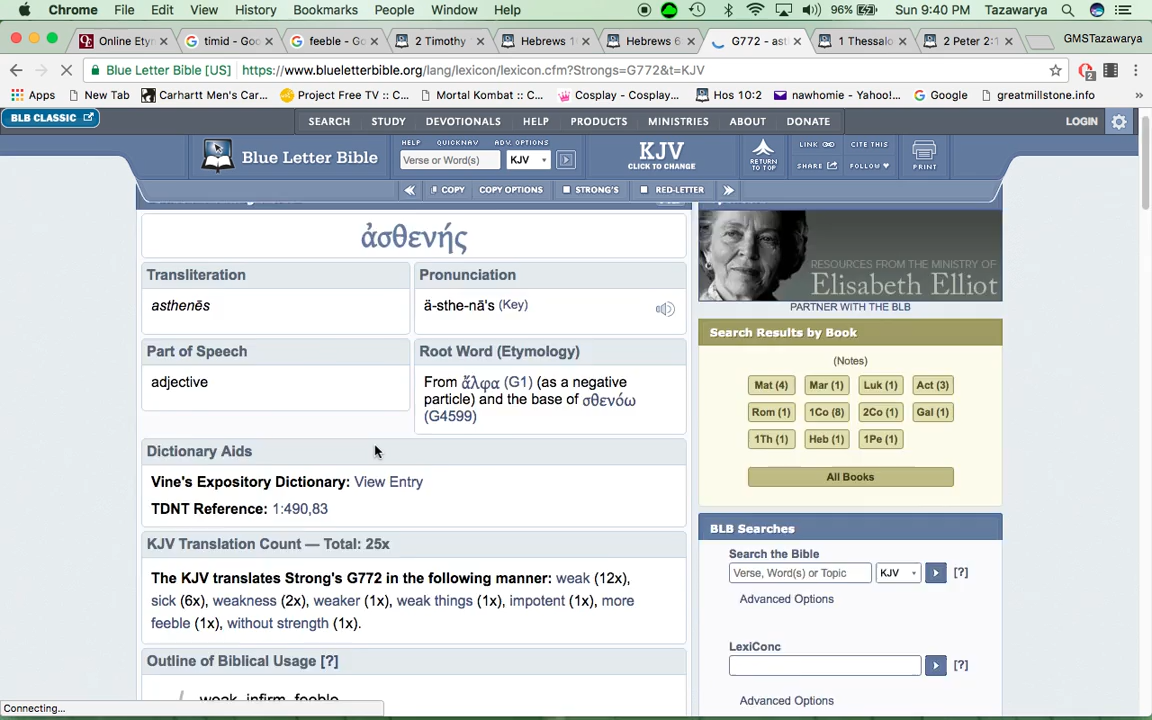 Chrome File Edit View History Bookmarks People Window Help 96% Sun 9:40 PM Tazawarya
Online Ety timid - Goo feeble - Go 2 Timothy Hebrews 1 Hebrews 6 G772 - ast 1 Thessalo 2 Peter 2:1 GMSTazawarya
Blue Letter Bible [US] https://www.blueletterbible.org/lang/lexicon/lexicon.cfm?Strongs=G772&t=KJV
Apps New Tab Carhartt Men's Car... Project Free TV :: C... Mortal Kombat :: C... Cosplay - Cosplay... Hos 10:2 nawhomie - Yahoo!... Google greatmillstone.info »
BLB CLASSIC SEARCH STUDY DEVOTIONALS HELP PRODUCTS MINISTRIES ABOUT DONATE LOGIN
HELP QUICKNAV ADV. OPTIONS
Blue Letter Bible Verse or Word(s) KJV
KJV
CLICK TO CHANGE
RETURN
TO TOP
LINK CITE THIS
SHARE FOLLOW PRINT
COPY COPY OPTIONS STRONG'S RED-LETTER
ἀσθενής
Transliteration
asthenēs
Pronunciation
ä-sthe-nā's (Key)
Part of Speech
adjective
Root Word (Etymology)
From ἄλφα (G1) (as a negative
particle) and the base of σθενόω
(G4599)
Dictionary Aids
Vine's Expository Dictionary: View Entry
TDNT Reference: 1:490,83
KJV Translation Count — Total: 25x
The KJV translates Strong's G772 in the following manner: weak (12x),
sick (6x), weakness (2x), weaker (1x), weak things (1x), impotent (1x), more
feeble (1x), without strength (1x).
Outline of Biblical Usage [?]
weak, infirm, feeble
RESOURCES FROM THE MINISTRY OF
Elisabeth Elliot
PARTNER WITH THE BLB
Search Results by Book
(Notes)
Mat (4) Mar (1) Luk (1) Act (3)
Rom (1) 1Co (8) 2Co (1) Gal (1)
1Th (1) Heb (1) 1Pe (1)
All Books
BLB Searches
Search the Bible
Verse, Word(s) or Topic KJV [?]
Advanced Options
LexiConc
[?]
Advanced Options
Connecting...